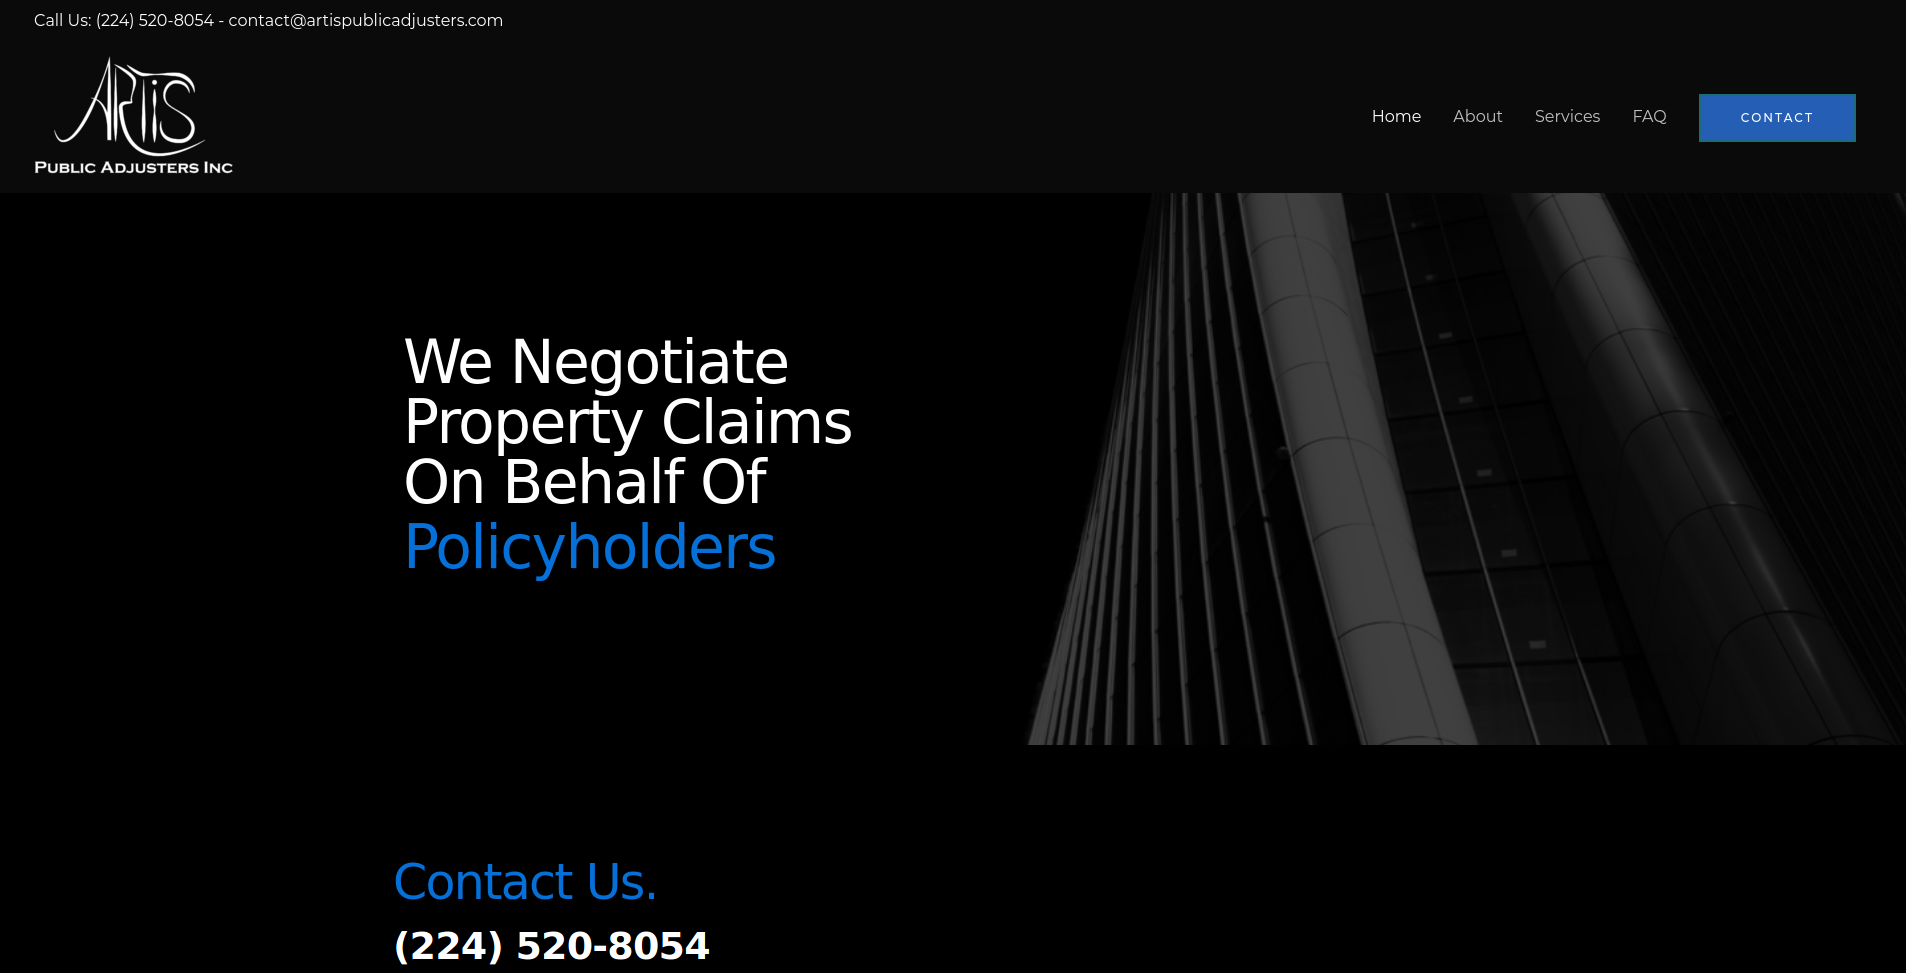 Call Us: (224) 520-8054 - contact@artispublicadjusters.com
ARTIS
PUBLIC ADJUSTERS INC
Home About Services FAQ CONTACT
We Negotiate
Property Claims
On Behalf Of
Policyholders
Contact Us.
(224) 520-8054